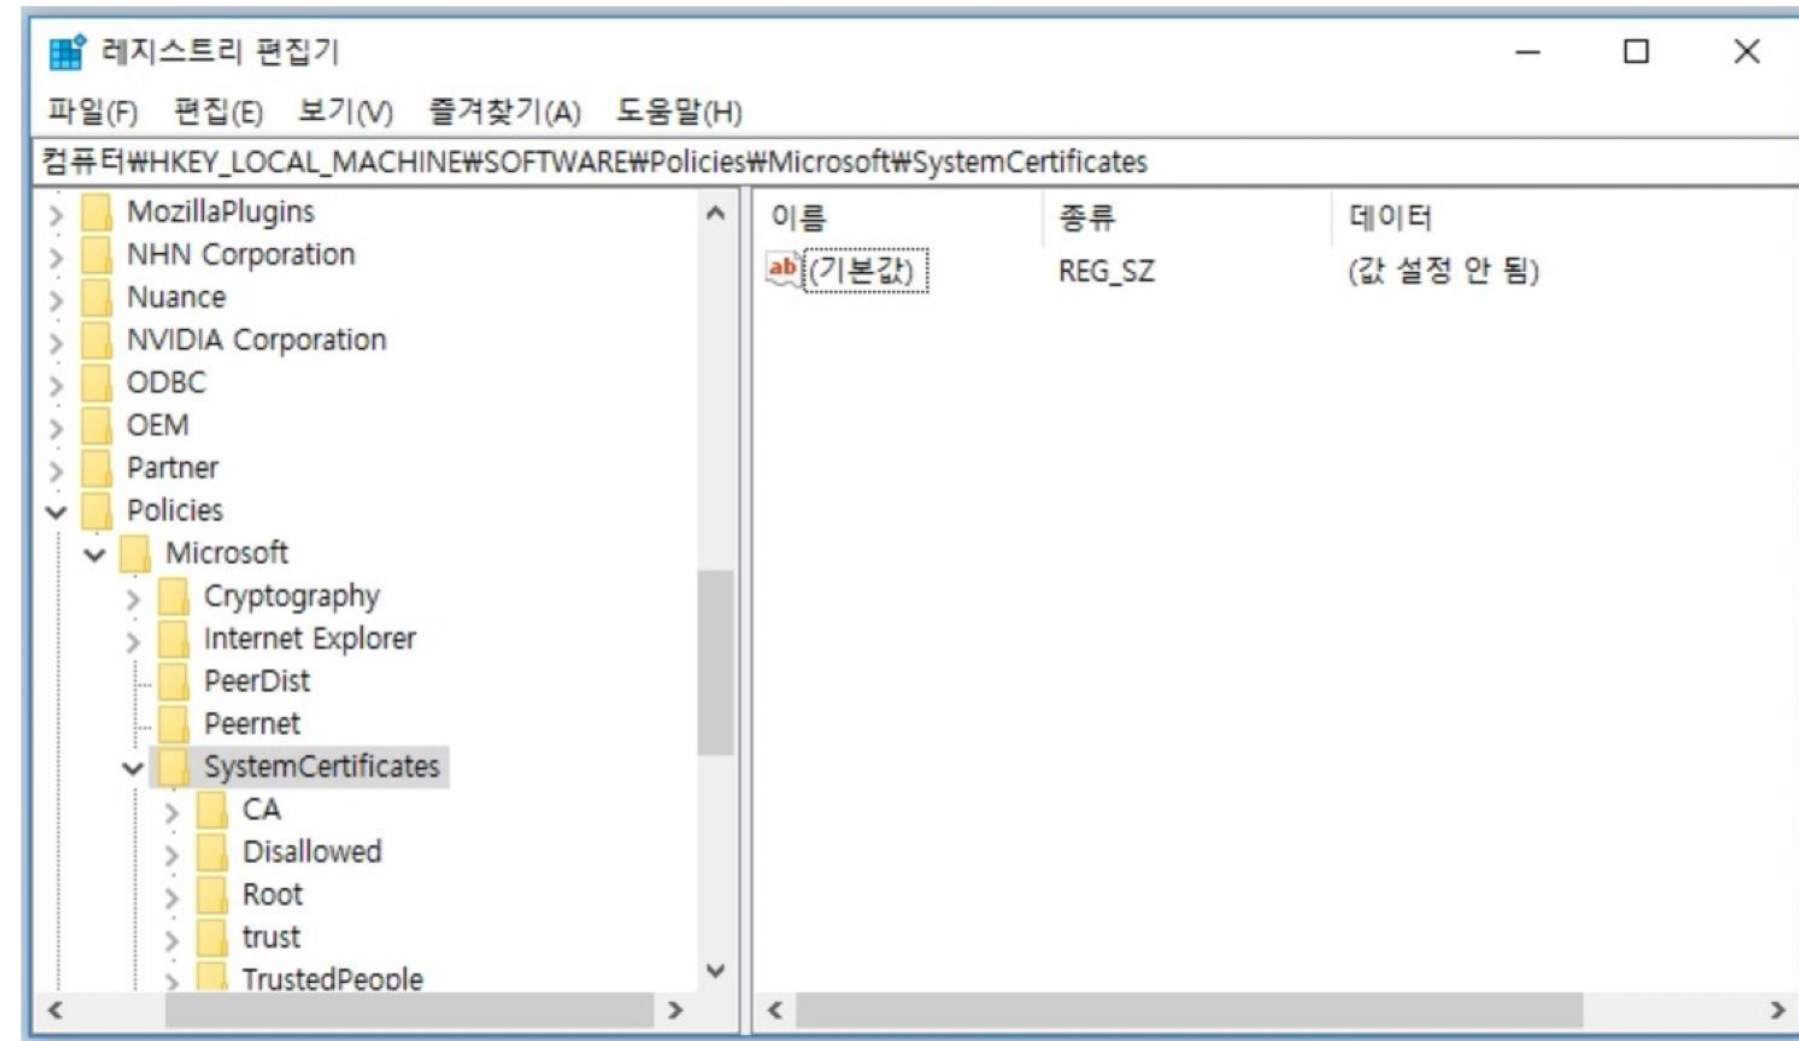 레지스트리 편집기
파일(F) 편집(E) 보기(V) 즐겨찾기(A) 도움말(H)
컴퓨터₩HKEY_LOCAL_MACHINE₩SOFTWARE₩Policies₩Microsoft₩SystemCertificates
MozillaPlugins
NHN Corporation
Nuance
NVIDIA Corporation
ODBC
OEM
Partner
Policies
Microsoft
Cryptography
Internet Explorer
PeerDist
Peernet
SystemCertificates
CA
Disallowed
Root
trust
TrustedPeople
이름 종류 데이터
ab (기본값) REG_SZ (값 설정 안 됨)